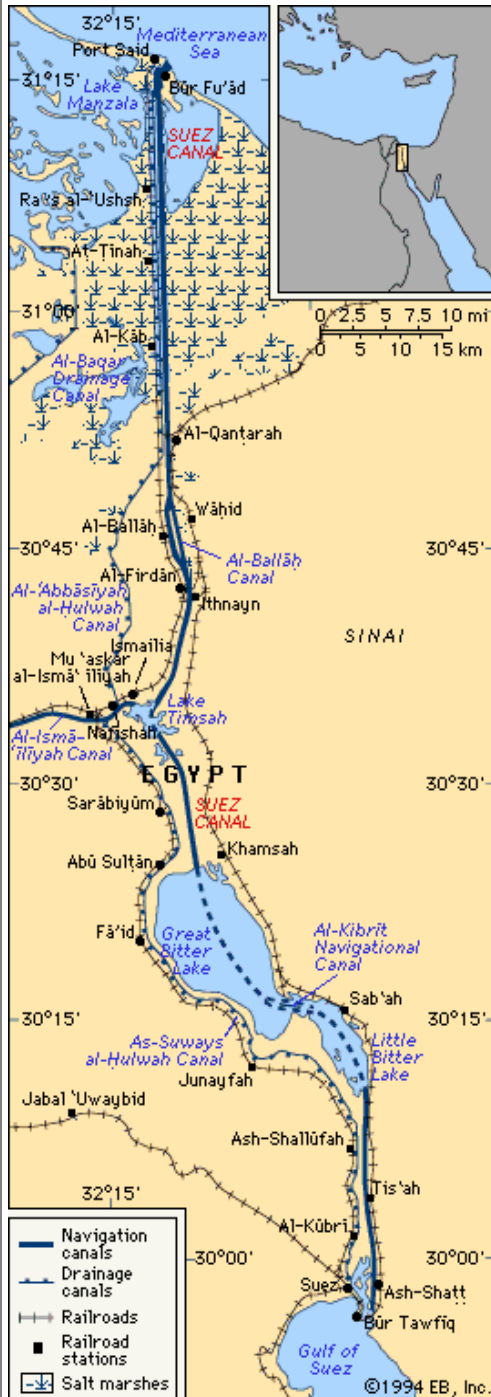 32°15'
Mediterranean
Sea
Port Said
31°15'
Lake
Manzala
Būr Fu'ād
SUEZ
CANAL
Ra's al-'Ushsh
Aṭ-Ṭīnah
31°00'
0 2.5 5 7.5 10 mi
0 5 10 15 km
Al-Kāb
Al-Baqar
Drainage
Canal
Al-Qanṭarah
Wāḥid
Al-Ballāḥ
30°45'
30°45'
Al-Ballāḥ
Canal
Al-Firdān
Al-'Abbāsīyah
al-Ḥulwah
Canal
Ithnayn
Ismailia
SINAI
Mu'askar
al-Ismā'īlīyah
Lake
Timsah
Nafīshah
Al-Ismā-
'īlīyah Canal
30°30'
30°30'
EGYPT
Sarābiyūm
SUEZ
CANAL
Khamsah
Abū Sulṭān
Great
Bitter
Lake
Al-Kibrīt
Navigational
Canal
Fā'id
Sab'ah
30°15'
30°15'
As-Suways
al-Ḥulwah Canal
Little
Bitter
Lake
Junayfah
Jabal 'Uwaybid
Ash-Shallūfah
32°15'
Tis'ah
Al-Kūbrī
30°00'
30°00'
Suez
Ash-Shaṭṭ
Būr Tawfīq
Gulf of
Suez
Navigation
canals
Drainage
canals
Railroads
Railroad
stations
Salt marshes
©1994 EB, Inc.